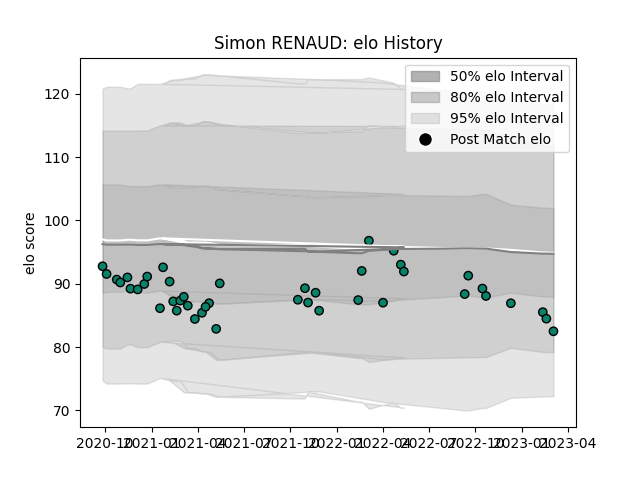 Simon RENAUD: elo History
50% elo Interval
80% elo Interval
95% elo Interval
Post Match elo
elo score
120
110
100
90
80
70
2020-10 2021-01 2021-04 2021-07 2021-10 2022-01 2022-04 2022-07 2022-10 2023-01 2023-04